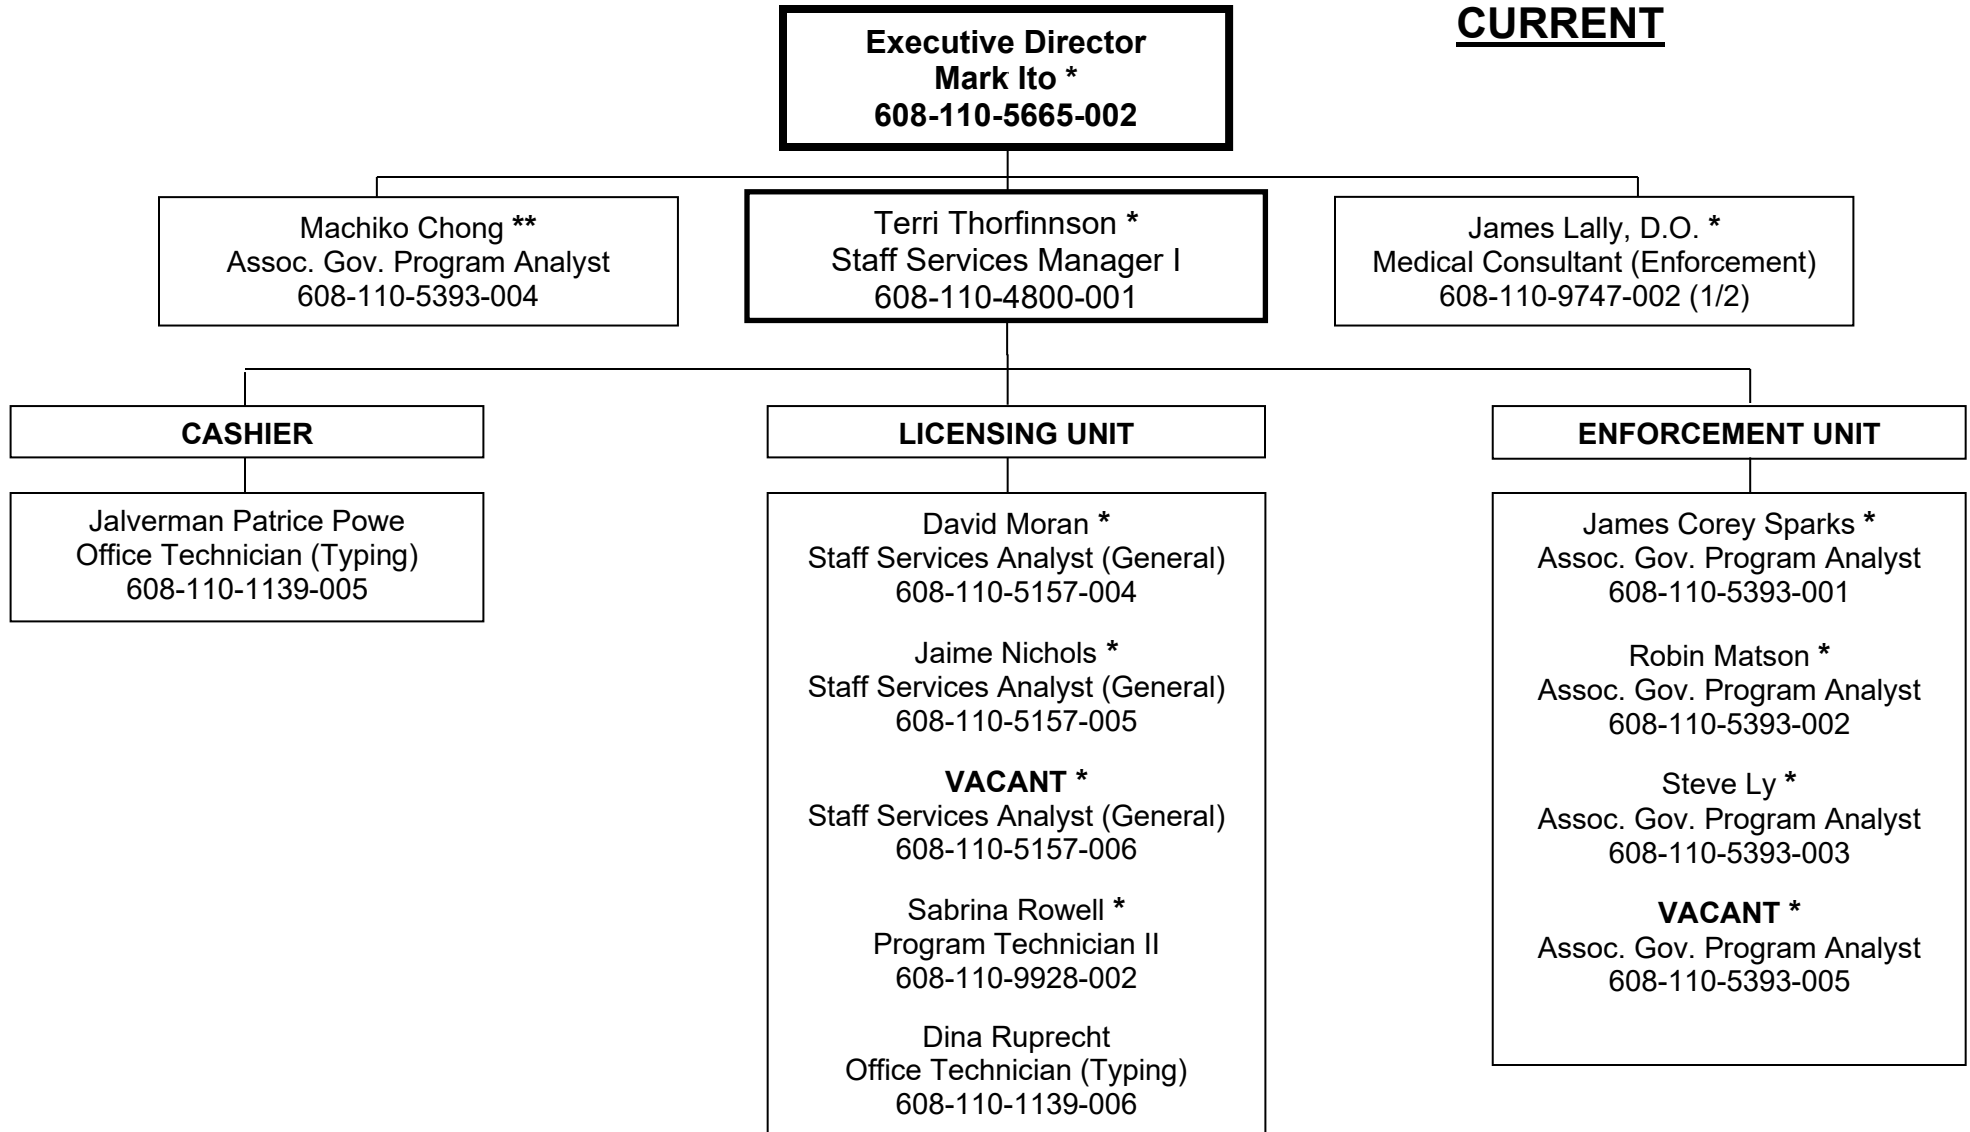 CURRENT
Executive Director
Mark Ito *
608-110-5665-002
Machiko Chong **
Assoc. Gov. Program Analyst
608-110-5393-004
Terri Thorfinnson *
Staff Services Manager I
608-110-4800-001
James Lally, D.O. *
Medical Consultant (Enforcement)
608-110-9747-002 (1/2)
CASHIER
Jalverman Patrice Powe
Office Technician (Typing)
608-110-1139-005
LICENSING UNIT
David Moran *
Staff Services Analyst (General)
608-110-5157-004
Jaime Nichols *
Staff Services Analyst (General)
608-110-5157-005
VACANT *
Staff Services Analyst (General)
608-110-5157-006
Sabrina Rowell *
Program Technician II
608-110-9928-002
Dina Ruprecht
Office Technician (Typing)
608-110-1139-006
ENFORCEMENT UNIT
James Corey Sparks *
Assoc. Gov. Program Analyst
608-110-5393-001
Robin Matson *
Assoc. Gov. Program Analyst
608-110-5393-002
Steve Ly *
Assoc. Gov. Program Analyst
608-110-5393-003
VACANT *
Assoc. Gov. Program Analyst
608-110-5393-005